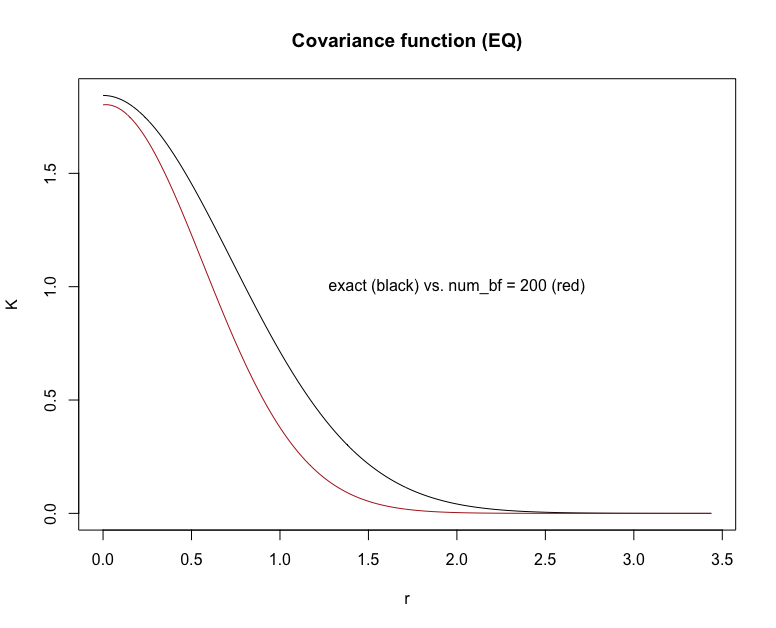 Covariance function (EQ)
1.5
1.0
0.5
0.0
K
exact (black) vs. num_bf = 200 (red)
0.0 0.5 1.0 1.5 2.0 2.5 3.0 3.5
r